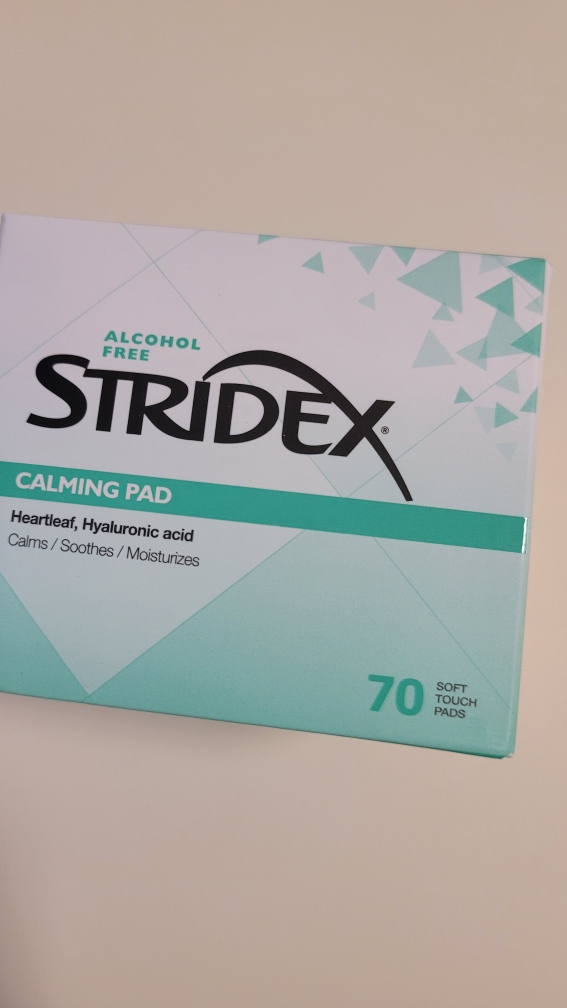 ALCOHOL
FREE
STRIDEX®
CALMING PAD
Heartleaf, Hyaluronic acid
Calms / Soothes / Moisturizes
70 SOFT
TOUCH
PADS